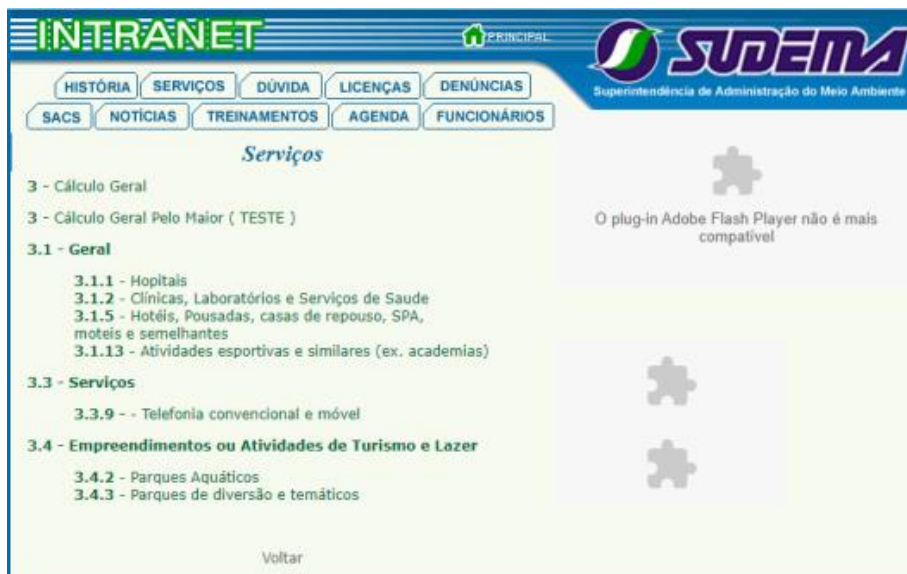 INTRANET
PRINCIPAL
SUDEMA
Superintendência de Administração do Meio Ambiente
HISTÓRIA SERVIÇOS DÚVIDA LICENÇAS DENÚNCIAS
SACS NOTÍCIAS TREINAMENTOS AGENDA FUNCIONÁRIOS
Serviços
3 - Cálculo Geral
3 - Cálculo Geral Pelo Maior ( TESTE )
3.1 - Geral
3.1.1 - Hopitais
3.1.2 - Clínicas, Laboratórios e Serviços de Saude
3.1.5 - Hotéis, Pousadas, casas de repouso, SPA,
moteis e semelhantes
3.1.13 - Atividades esportivas e similares (ex. academias)
3.3 - Serviços
3.3.9 - - Telefonia convencional e móvel
3.4 - Empreendimentos ou Atividades de Turismo e Lazer
3.4.2 - Parques Aquáticos
3.4.3 - Parques de diversão e temáticos
Voltar
O plug-in Adobe Flash Player não é mais
compatível